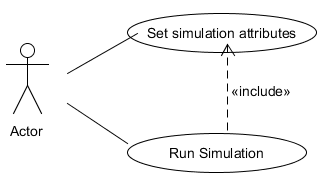 Set simulation attributes
«include»
Actor
Run Simulation